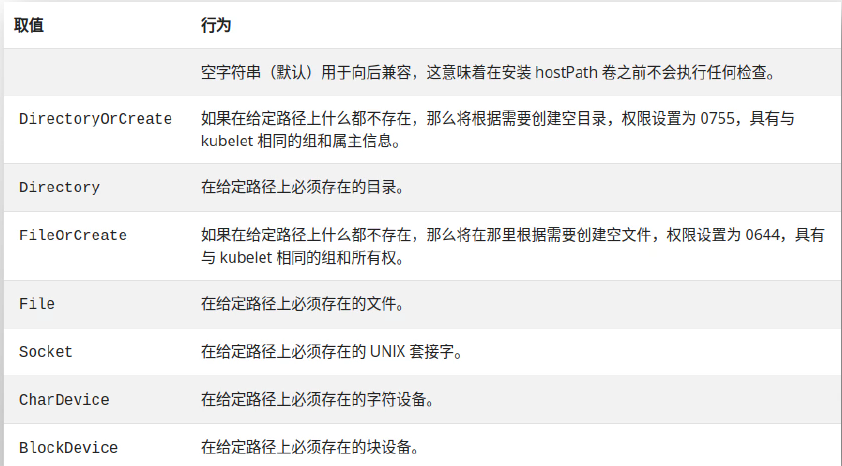 取值 行为
空字符串（默认）用于向后兼容，这意味着在安装 hostPath 卷之前不会执行任何检查。
DirectoryOrCreate 如果在给定路径上什么都不存在，那么将根据需要创建空目录，权限设置为 0755，具有与
kubelet 相同的组和属主信息。
Directory 在给定路径上必须存在的目录。
FileOrCreate 如果在给定路径上什么都不存在，那么将在那里根据需要创建空文件，权限设置为 0644，具有
与 kubelet 相同的组和所有权。
File 在给定路径上必须存在的文件。
Socket 在给定路径上必须存在的 UNIX 套接字。
CharDevice 在给定路径上必须存在的字符设备。
BlockDevice 在给定路径上必须存在的块设备。